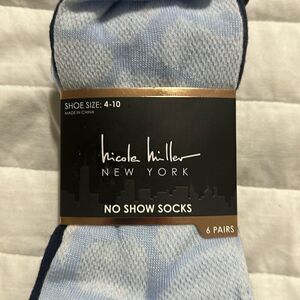 SHOE SIZE: 4-10
MADE IN CHINA
nicole miller
NEW YORK
NO SHOW SOCKS
6 PAIRS